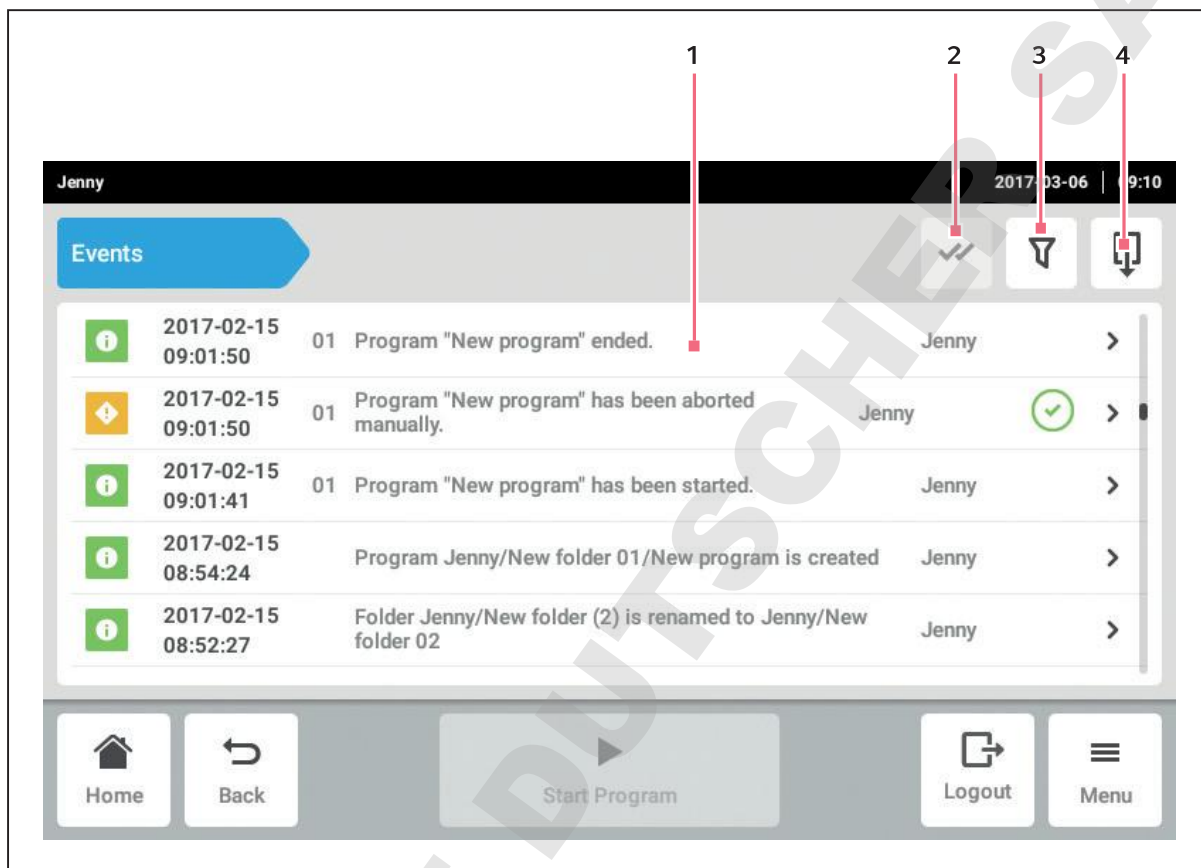 1 2 3 4
Jenny 2017-03-06 | 09:10
Events
2017-02-15
09:01:50
01 Program "New program" ended. Jenny
2017-02-15
09:01:50
01 Program "New program" has been aborted
manually.
Jenny
2017-02-15
09:01:41
01 Program "New program" has been started. Jenny
2017-02-15
08:54:24
Program Jenny/New folder 01/New program is created Jenny
2017-02-15
08:52:27
Folder Jenny/New folder (2) is renamed to Jenny/New
folder 02
Jenny
Home Back Start Program Logout Menu
DUTSCHER